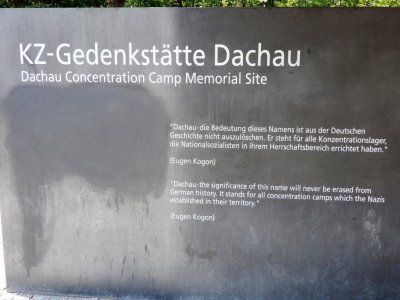 KZ-Gedenkstätte Dachau
Dachau Concentration Camp Memorial Site
"Dachau-die Bedeutung dieses Namens ist aus der Deutschen
Geschichte nicht auszulöschen. Er steht für alle Konzentrationslager,
die Nationalsozialisten in ihrem Herrschaftsbereich errichtet haben."
(Eugen Kogon)
"Dachau-the significance of this name will never be erased from
German history. It stands for all concentration camps which the Nazis
established in their territory."
(Eugen Kogon)